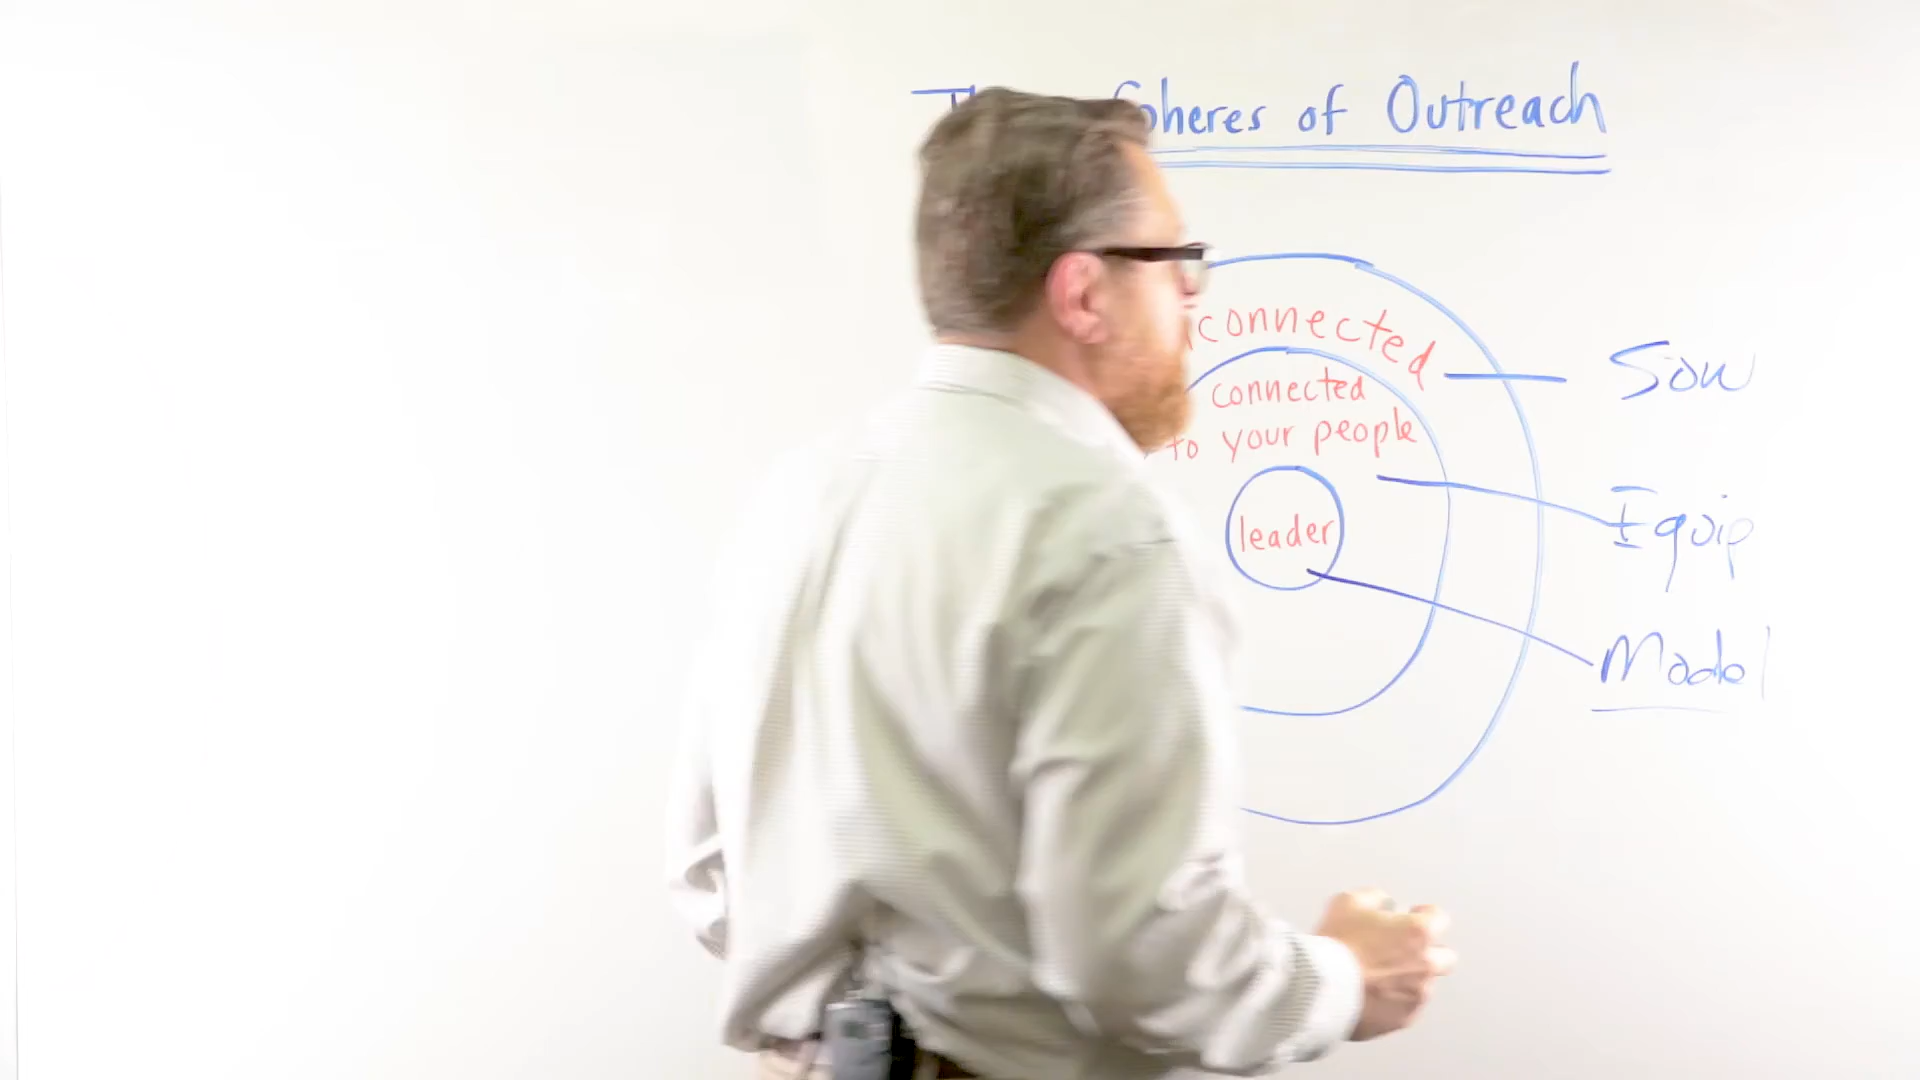 Spheres of Outreach
connected
Sow
connected
to your people
Equip
leader
Model